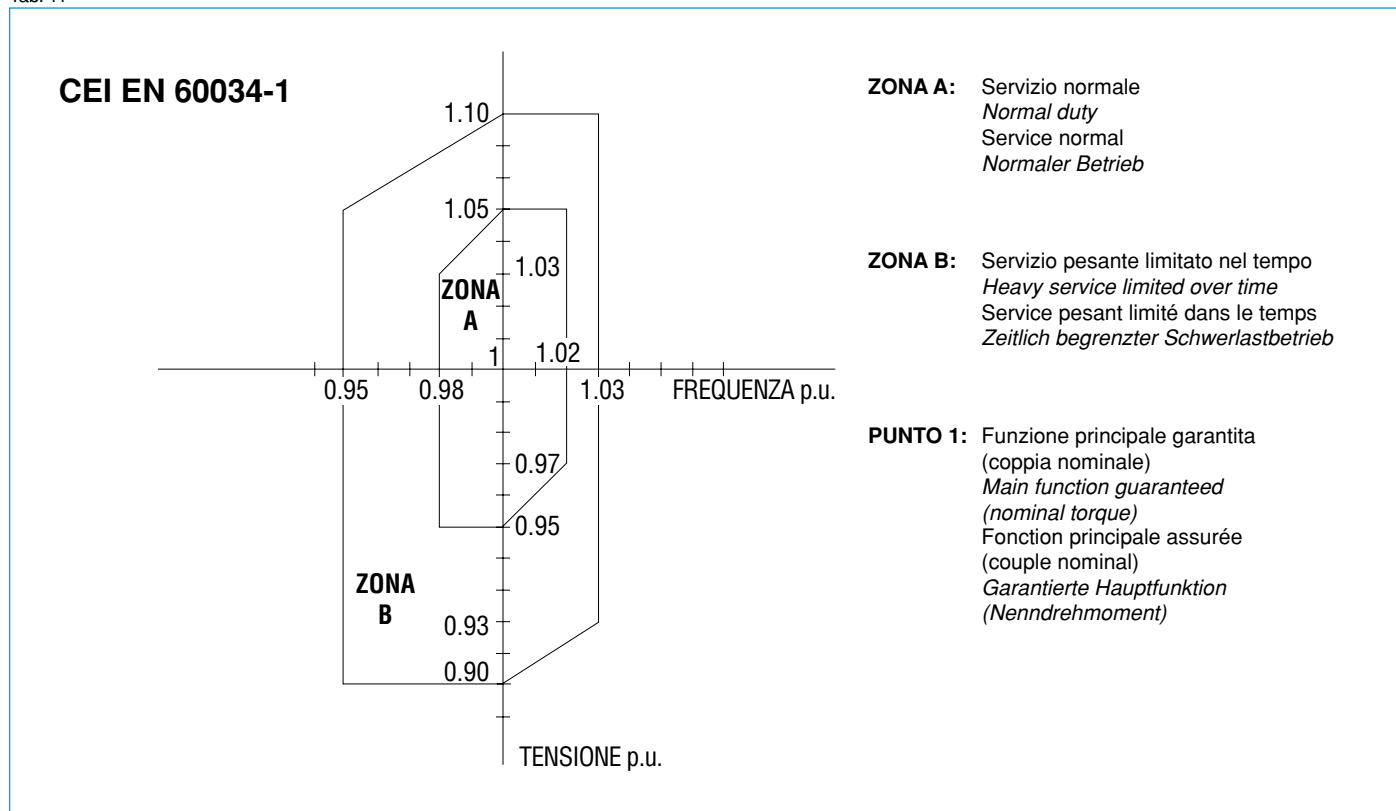 CEI EN 60034-1
1.10
1.05
1.03
ZONA
A
1
1.02
0.95
0.98
1.03
FREQUENZA p.u.
0.97
0.95
ZONA
B
0.93
0.90
TENSIONE p.u.
ZONA A: Servizio normale
Normal duty
Service normal
Normaler Betrieb
ZONA B: Servizio pesante limitato nel tempo
Heavy service limited over time
Service pesant limité dans le temps
Zeitlich begrenzter Schwerlastbetrieb
PUNTO 1: Funzione principale garantita
(coppia nominale)
Main function guaranteed
(nominal torque)
Fonction principale assurée
(couple nominal)
Garantierte Hauptfunktion
(Nenndrehmoment)